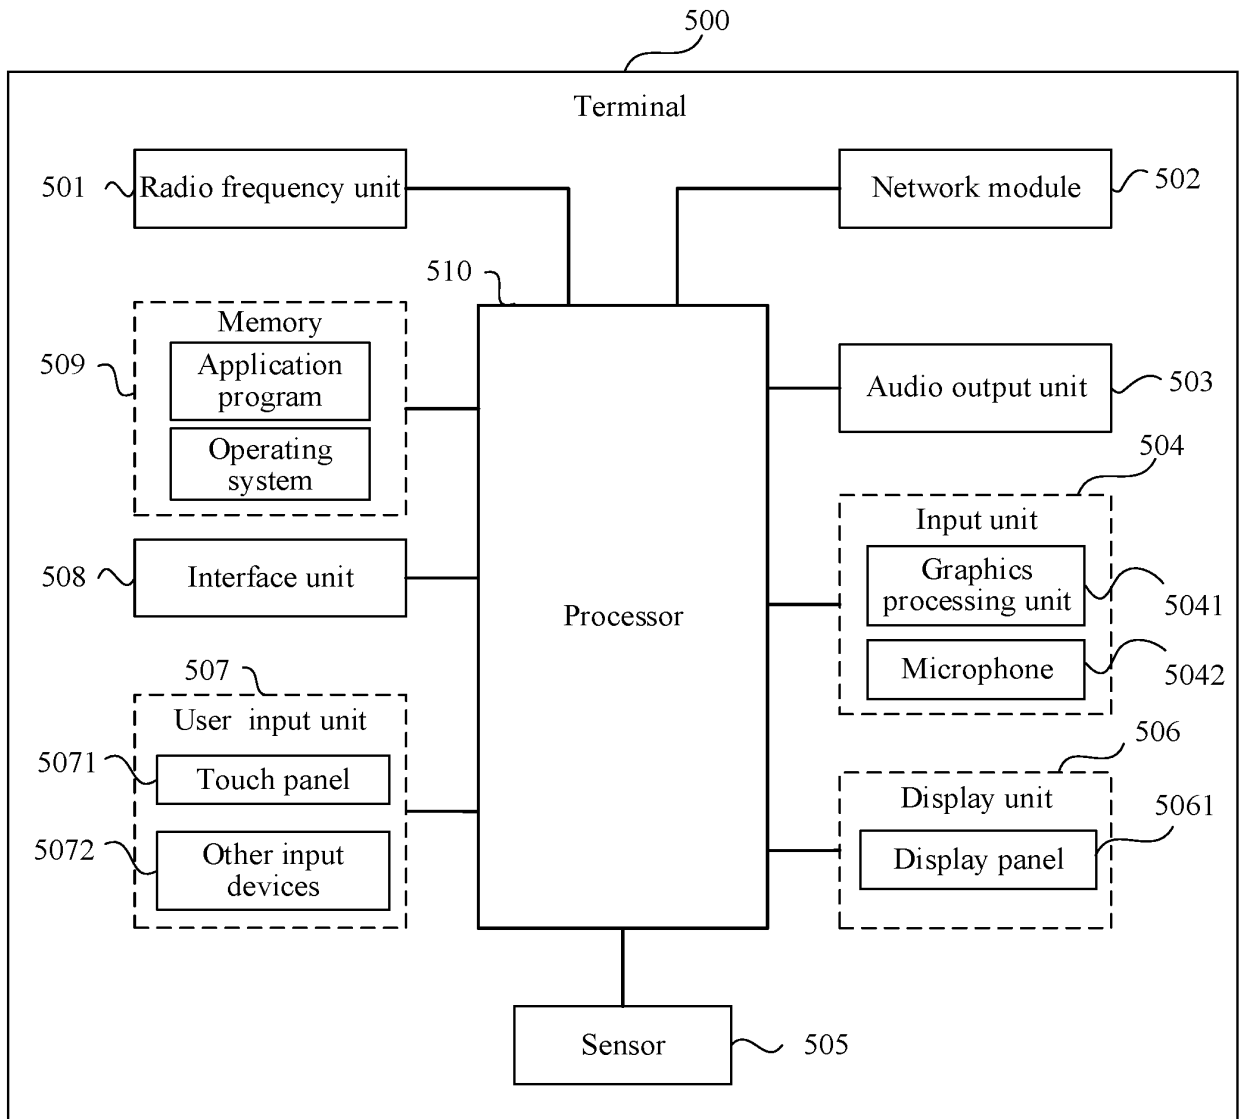 500
Terminal
501
Radio frequency unit
Network module
502
510
Memory
Application
program
Operating
system
509
Audio output unit
503
504
Input unit
Graphics
processing unit
5041
Microphone
5042
508
Interface unit
Processor
507
User input unit
5071
Touch panel
5072
Other input
devices
506
Display unit
5061
Display panel
Sensor
505